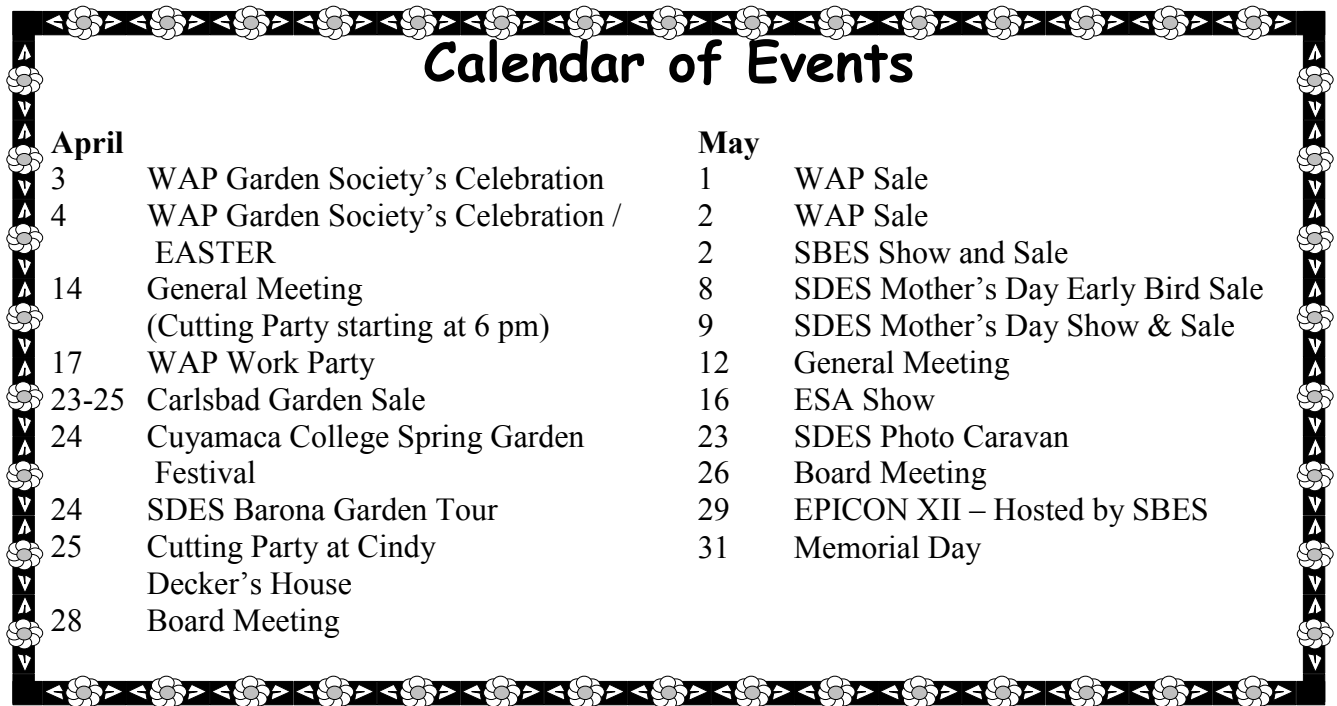 Calendar of Events
April
3 WAP Garden Society’s Celebration
4 WAP Garden Society’s Celebration /
EASTER
14 General Meeting
(Cutting Party starting at 6 pm)
17 WAP Work Party
23-25 Carlsbad Garden Sale
24 Cuyamaca College Spring Garden
Festival
24 SDES Barona Garden Tour
25 Cutting Party at Cindy
Decker’s House
28 Board Meeting
May
1 WAP Sale
2 WAP Sale
2 SBES Show and Sale
8 SDES Mother’s Day Early Bird Sale
9 SDES Mother’s Day Show & Sale
12 General Meeting
16 ESA Show
23 SDES Photo Caravan
26 Board Meeting
29 EPICON XII – Hosted by SBES
31 Memorial Day